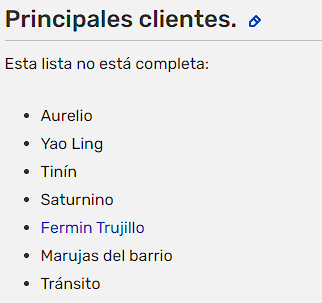 Principales clientes.
Esta lista no está completa:
Aurelio
Yao Ling
Tinín
Saturnino
Fermin Trujillo
Marujas del barrio
Tránsito